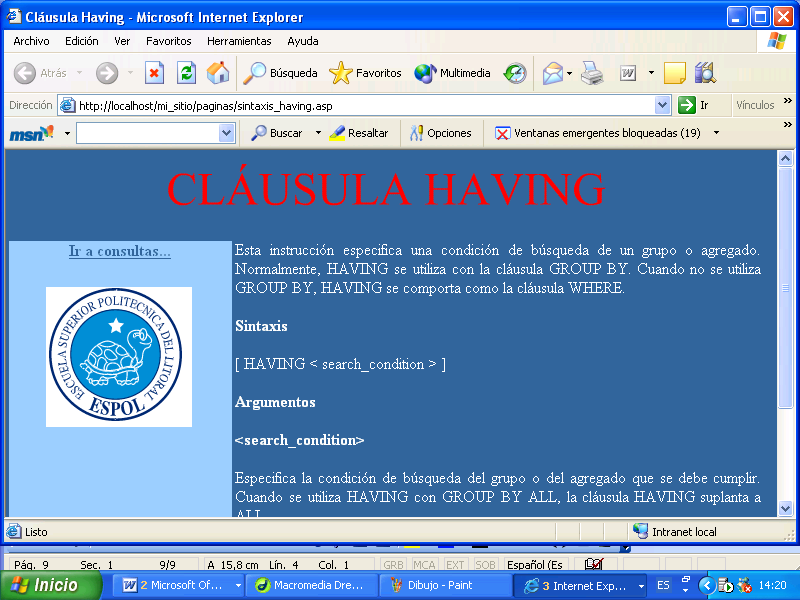 Cláusula Having - Microsoft Internet Explorer
Archivo Edición Ver Favoritos Herramientas Ayuda
Atrás Búsqueda Favoritos Multimedia
Dirección http://localhost/mi_sitio/paginas/sintaxis_having.asp Ir Vínculos »
msn Buscar Resaltar Opciones Ventanas emergentes bloqueadas (19) »
CLÁUSULA HAVING
Ir a consultas...
ESCUELA SUPERIOR POLITECNICA DEL LITORAL
ESPOL
Esta instrucción especifica una condición de búsqueda de un grupo o agregado.
Normalmente, HAVING se utiliza con la cláusula GROUP BY. Cuando no se utiliza
GROUP BY, HAVING se comporta como la cláusula WHERE.
Sintaxis
[ HAVING < search_condition > ]
Argumentos
<search_condition>
Especifica la condición de búsqueda del grupo o del agregado que se debe cumplir.
Cuando se utiliza HAVING con GROUP BY ALL, la cláusula HAVING suplanta a
ALL
Listo Intranet local
Pág. 9 Sec. 1 9/9 A 15,8 cm Lín. 4 Col. 1 GRB MCA EXT SOB Español (Es
Inicio 2 Microsoft Of... Macromedia Dre... Dibujo - Paint 3 Internet Exp... ES 14:20